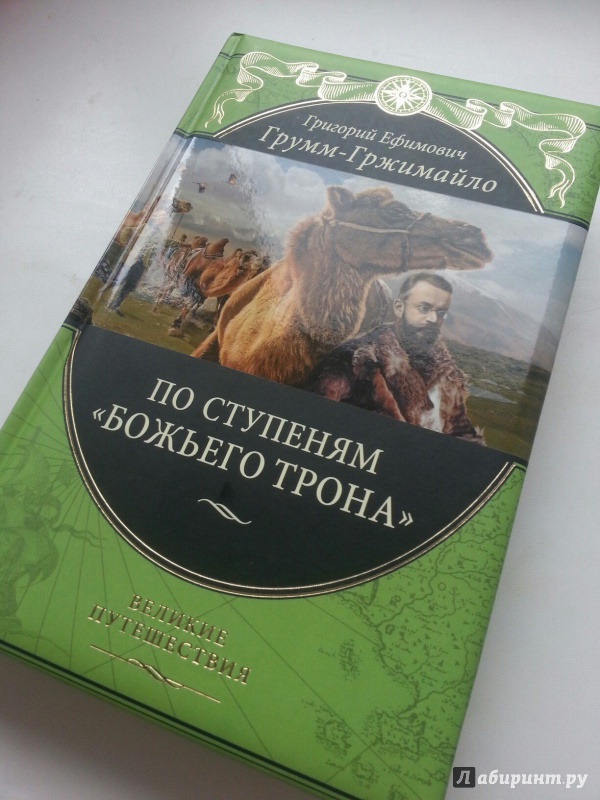 Григорий Ефимович
Грумм-Гржимайло
ПО СТУПЕНЯМ
«БОЖЬЕГО ТРОНА»
ВЕЛИКИЕ
ПУТЕШЕСТВИЯ
Лабиринт.ру